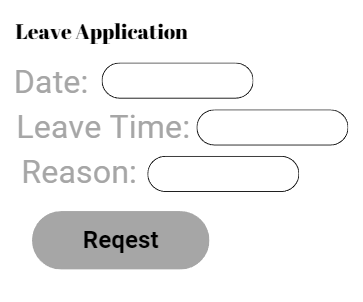 Leave Application
Date:
Leave Time:
Reason:
Reqest